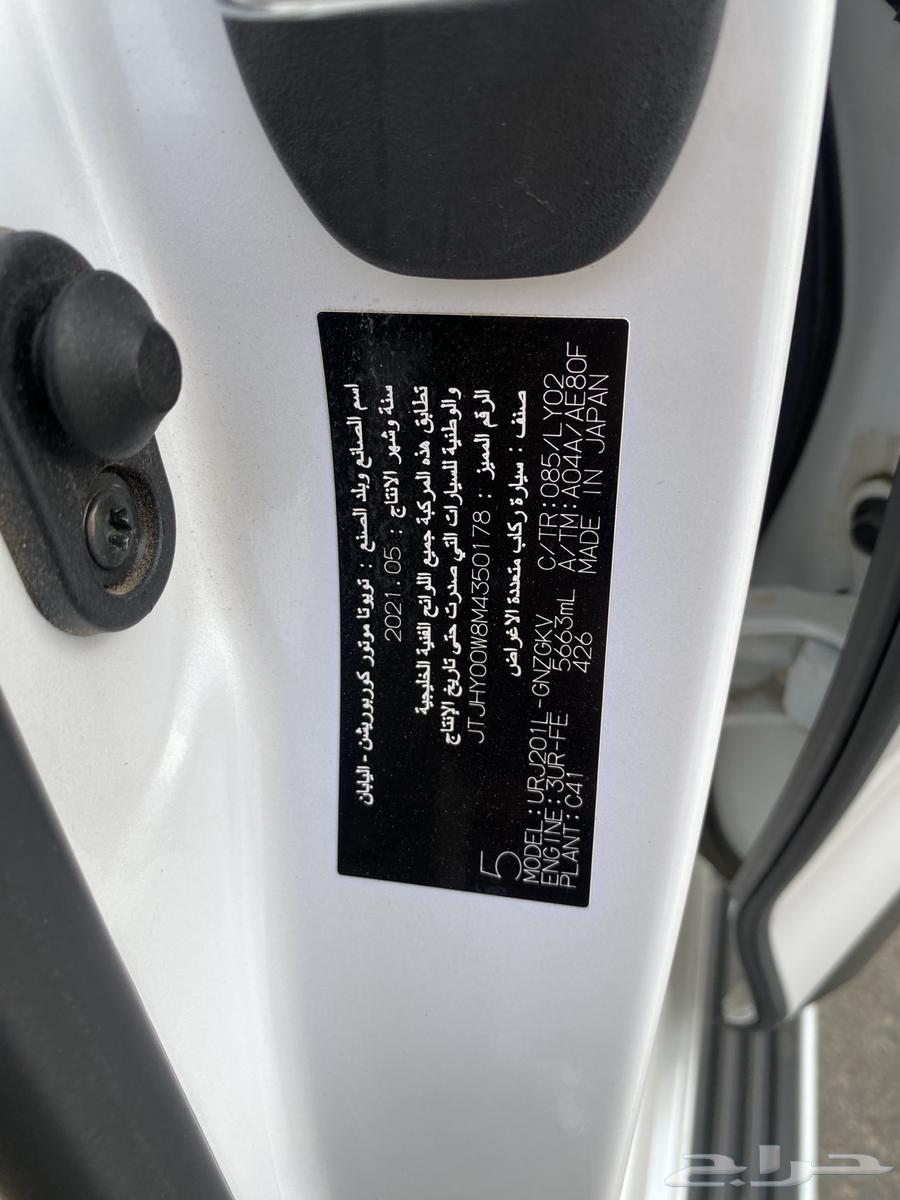 اسم الصانع وبلد الصنع : تويوتا موتور كوربوريشن - اليابان
سنة وشهر الانتاج : 2021.05
تطابق هذه المركبة جميع اللوائح الفنية الخليجية
والوطنية للسيارات التي صدرت حتى تاريخ الإنتاج
الرقم المميز : JTJHY00W8M4350178
صنف : سيارة ركاب متعددة الاغراض
5
MODEL:URJ201L-GNZGKV C/TR:085/LY02
ENGINE:3UR-FE 5663mL A/TM:A04A/AE80F
PLANT:C41 426 MADE IN JAPAN
حراج